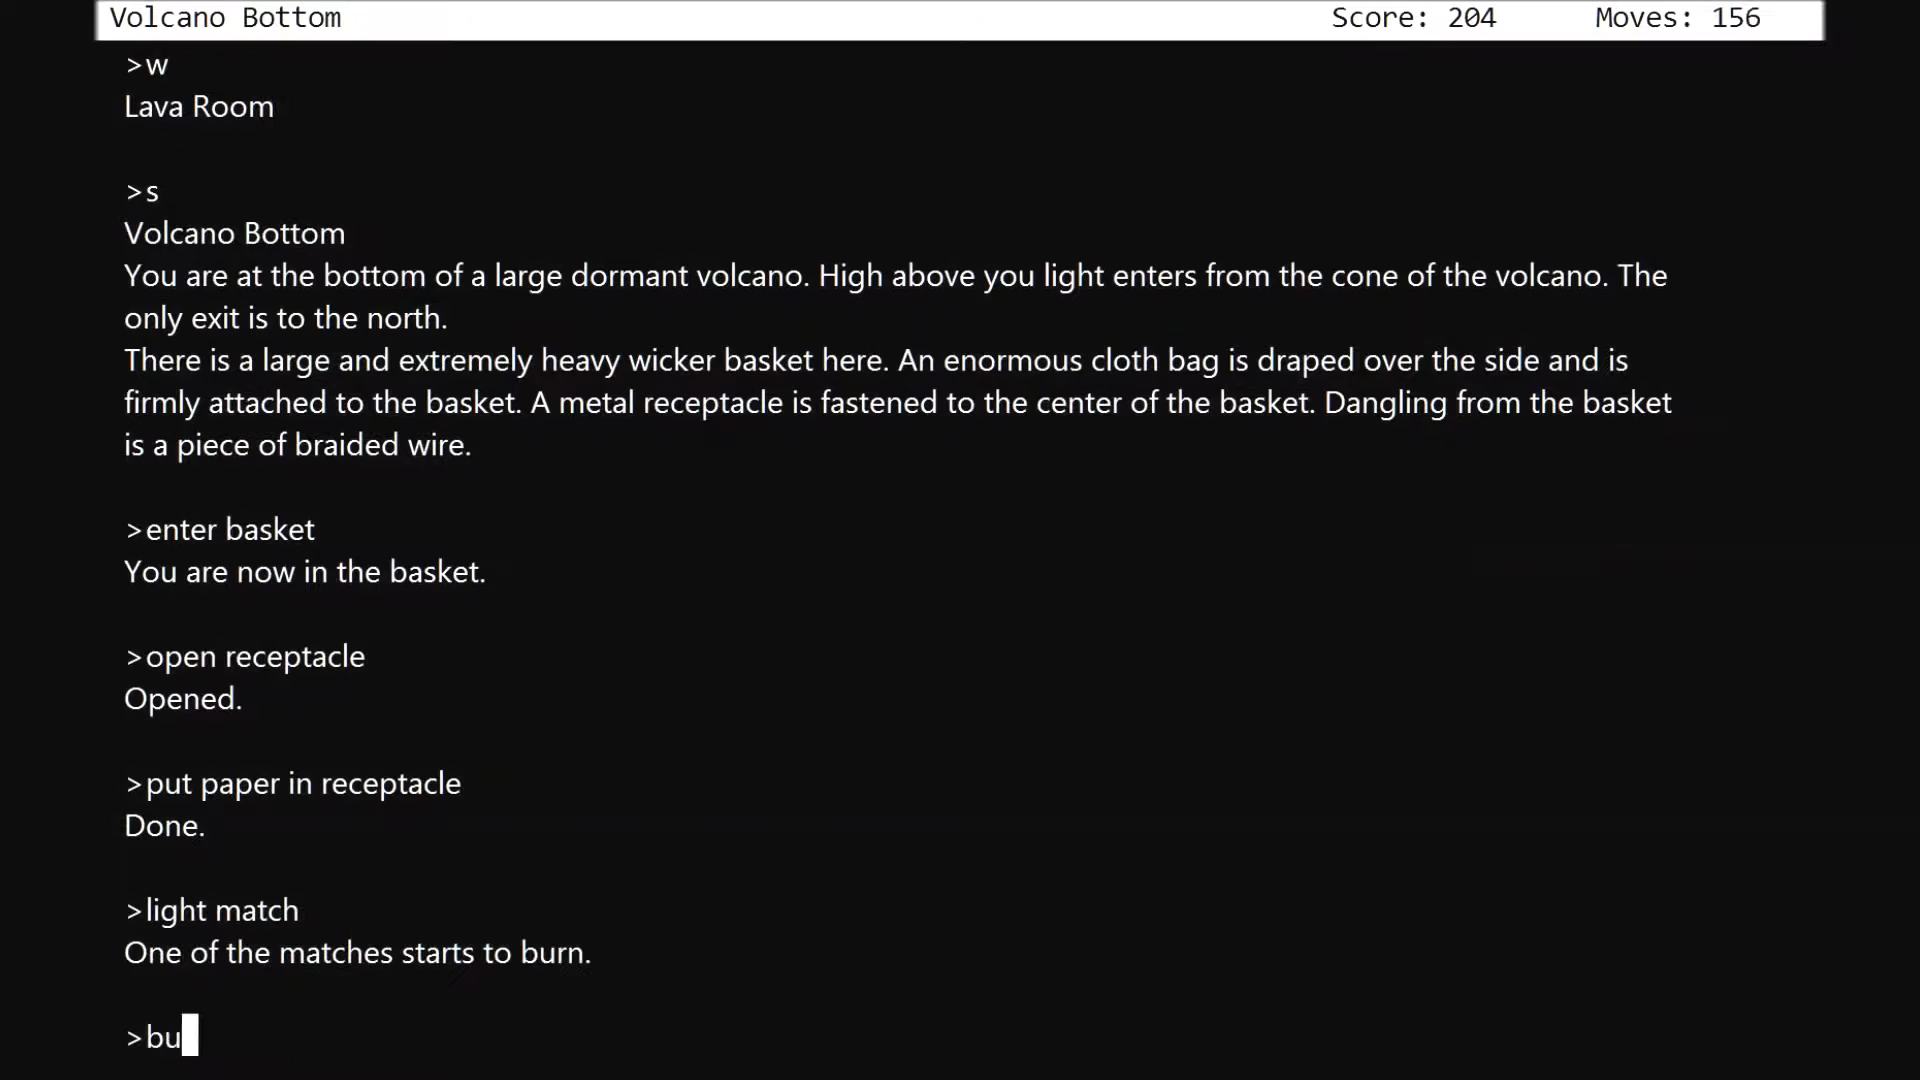 Volcano Bottom Score: 204 Moves: 156
>w
Lava Room
>s
Volcano Bottom
You are at the bottom of a large dormant volcano. High above you light enters from the cone of the volcano. The
only exit is to the north.
There is a large and extremely heavy wicker basket here. An enormous cloth bag is draped over the side and is
firmly attached to the basket. A metal receptacle is fastened to the center of the basket. Dangling from the basket
is a piece of braided wire.
>enter basket
You are now in the basket.
>open receptacle
Opened.
>put paper in receptacle
Done.
>light match
One of the matches starts to burn.
>bu